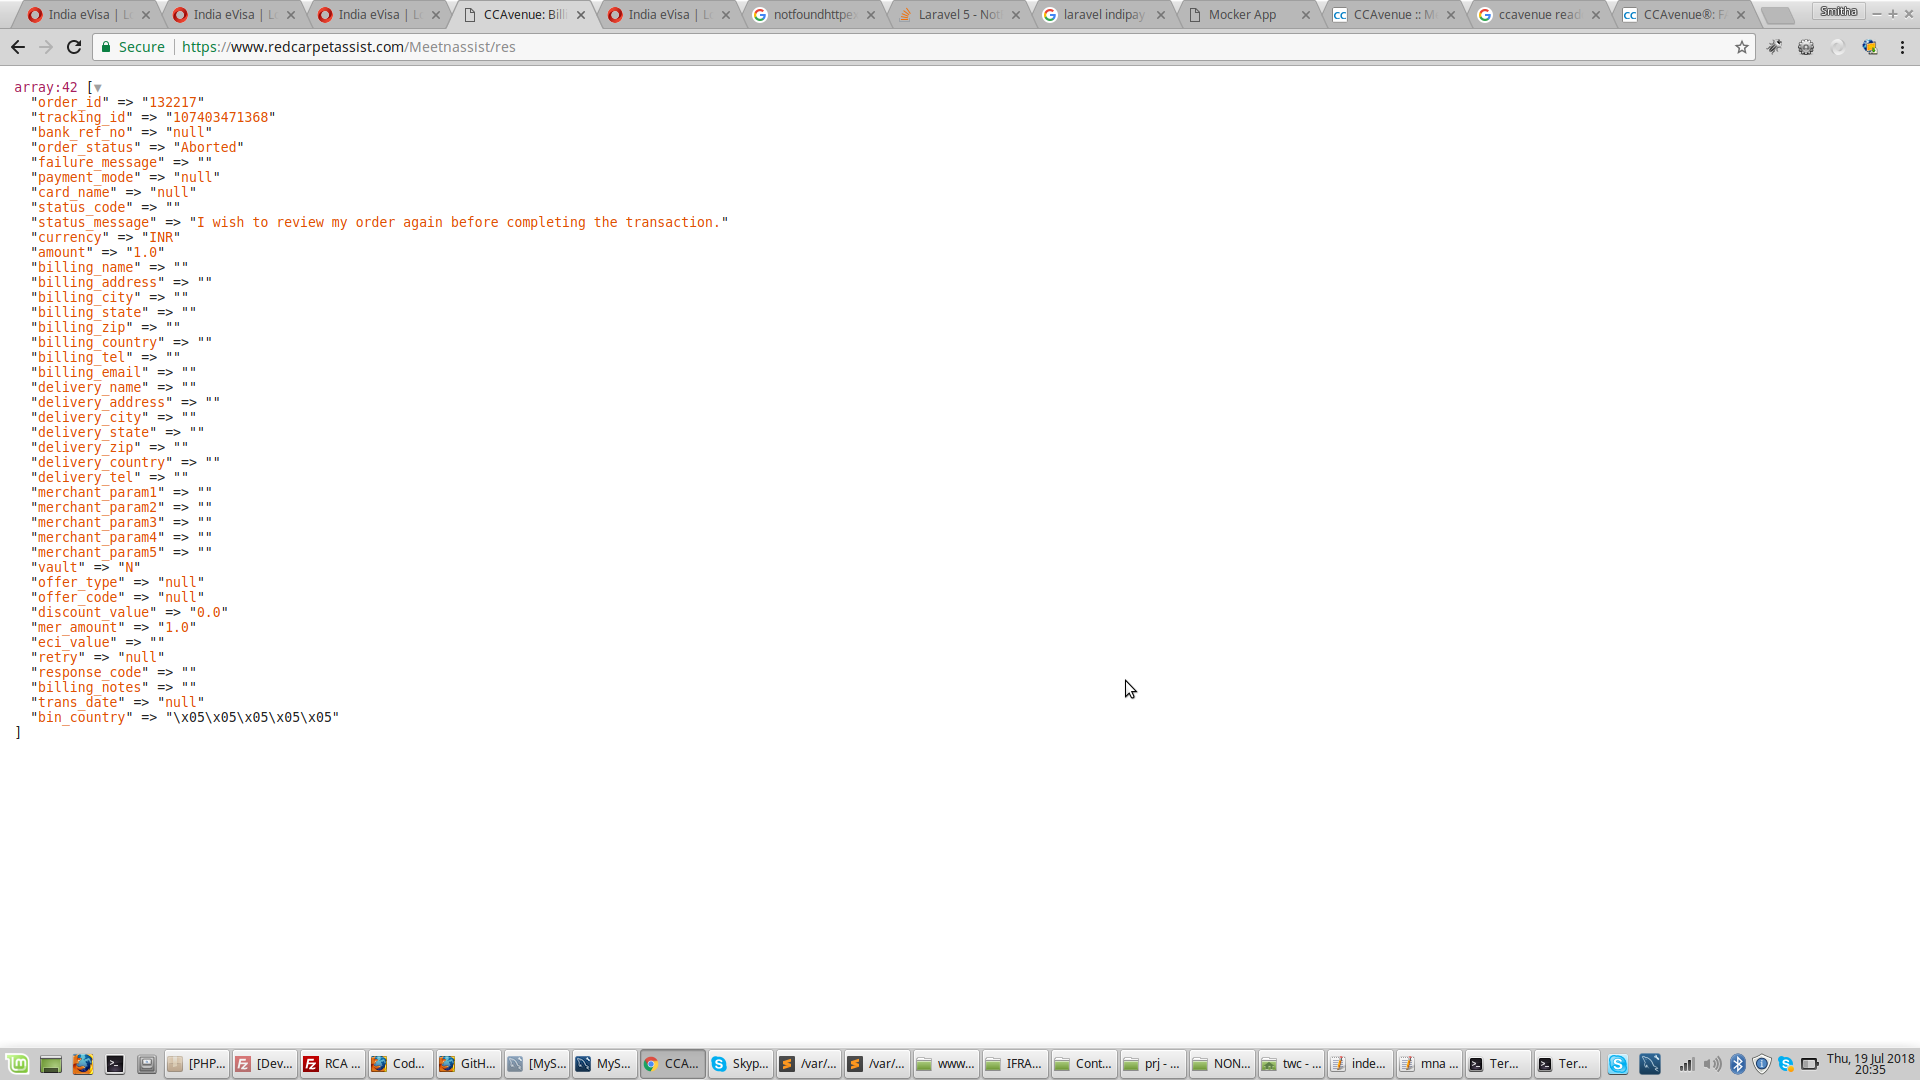 India eVisa | L
India eVisa | L
India eVisa | L
CCAvenue: Bil
India eVisa | L
notfoundhttpe
Laravel 5 - Not
laravel indipay
Mocker App
CCAvenue :: M
ccavenue read
CCAvenue®: F
Smitha
Secure
https://www.redcarpetassist.com/Meetnassist/res
array:42 [▼
"order_id" => "132217"
"tracking_id" => "107403471368"
"bank_ref_no" => "null"
"order_status" => "Aborted"
"failure_message" => ""
"payment_mode" => "null"
"card_name" => "null"
"status_code" => ""
"status_message" => "I wish to review my order again before completing the transaction."
"currency" => "INR"
"amount" => "1.0"
"billing_name" => ""
"billing_address" => ""
"billing_city" => ""
"billing_state" => ""
"billing_zip" => ""
"billing_country" => ""
"billing_tel" => ""
"billing_email" => ""
"delivery_name" => ""
"delivery_address" => ""
"delivery_city" => ""
"delivery_state" => ""
"delivery_zip" => ""
"delivery_country" => ""
"delivery_tel" => ""
"merchant_param1" => ""
"merchant_param2" => ""
"merchant_param3" => ""
"merchant_param4" => ""
"merchant_param5" => ""
"vault" => "N"
"offer_type" => "null"
"offer_code" => "null"
"discount_value" => "0.0"
"mer_amount" => "1.0"
"eci_value" => ""
"retry" => "null"
"response_code" => ""
"billing_notes" => ""
"trans_date" => "null"
"bin_country" => "\x05\x05\x05\x05\x05"
]
[PHP...
[Dev...
RCA ...
Cod...
GitH...
[MyS...
MyS...
CCA...
Skyp...
/var/...
/var/...
www...
IFRA...
Cont...
prj - ...
NON...
twc - ...
inde...
mna ...
Ter...
Ter...
Thu, 19 Jul 2018
20:35